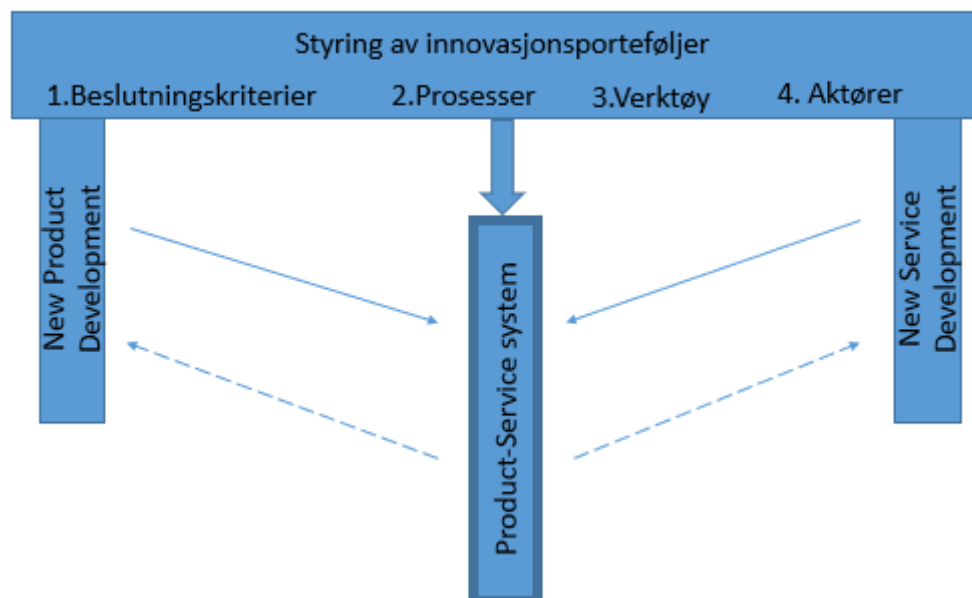 Styring av innovasjonsporteføljer
1.Beslutningskriterier 2.Prosesser 3.Verktøy 4. Aktører
New Product
Development
Product-Service system
New Service
Development